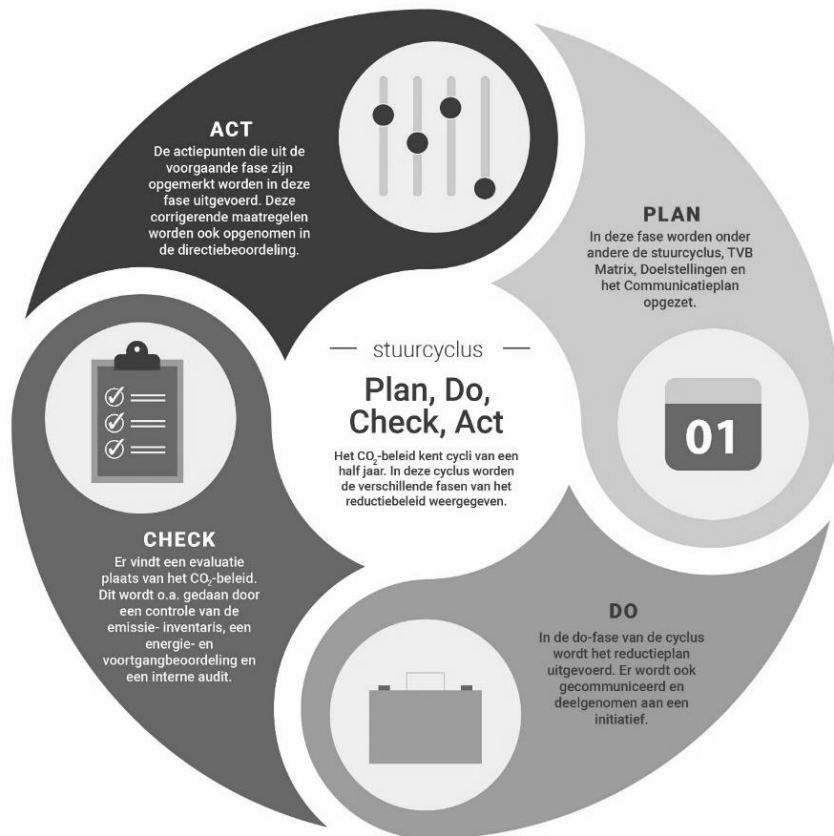 ACT
De actiepunten die uit de
voorgaande fase zijn
opgemerkt worden in deze
fase uitgevoerd. Deze
corrigerende maatregelen
worden ook opgenomen in
de directiebeoordeling.
PLAN
In deze fase worden onder
andere de stuurcyclus, TVB
Matrix, Doelstellingen en
het Communicatieplan
opgezet.
01
stuurcyclus
Plan, Do,
Check, Act
Het CO₂-beleid kent cycli van een
half jaar. In deze cyclus worden
de verschillende fasen van het
reductiebeleid weergegeven.
CHECK
Er vindt een evaluatie
plaats van het CO₂-beleid.
Dit wordt o.a. gedaan door
een controle van de
emissie- inventaris, een
energie- en
voortgangbeoordeling en
een interne audit.
DO
In de do-fase van de cyclus
wordt het reductieplan
uitgevoerd. Er wordt ook
gecommuniceerd en
deelgenomen aan een
initiatief.